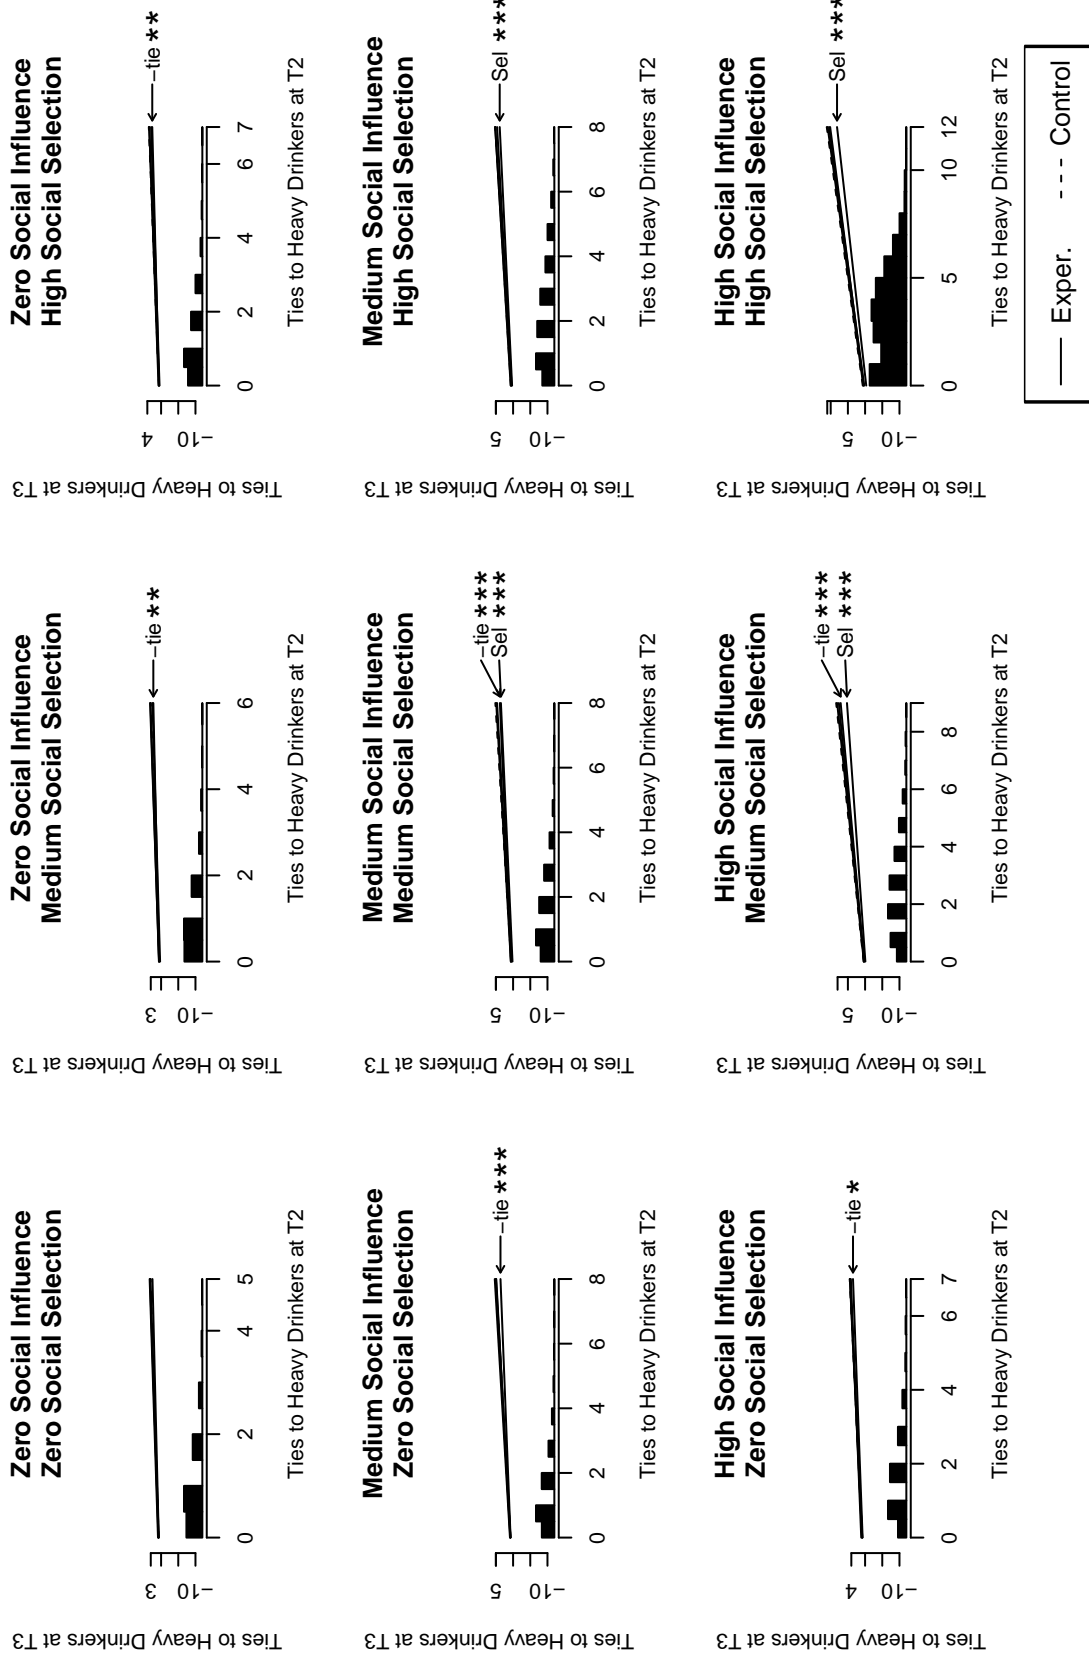 Zero Social Influence
Zero Social Selection
Ties to Heavy Drinkers at T3
3
−10
0 2 4 5
Ties to Heavy Drinkers at T2
Zero Social Influence
Medium Social Selection
Ties to Heavy Drinkers at T3
3
−10
−tie **
0 2 4 6
Ties to Heavy Drinkers at T2
Zero Social Influence
High Social Selection
Ties to Heavy Drinkers at T3
4
−10
−tie **
0 2 4 6 7
Ties to Heavy Drinkers at T2
Medium Social Influence
Zero Social Selection
Ties to Heavy Drinkers at T3
5
−10
−tie ***
0 2 4 6 8
Ties to Heavy Drinkers at T2
Medium Social Influence
Medium Social Selection
Ties to Heavy Drinkers at T3
5
−10
−tie ***
Sel ***
0 2 4 6 8
Ties to Heavy Drinkers at T2
Medium Social Influence
High Social Selection
Ties to Heavy Drinkers at T3
5
−10
Sel ***
0 2 4 6 8
Ties to Heavy Drinkers at T2
High Social Influence
Zero Social Selection
Ties to Heavy Drinkers at T3
4
−10
−tie *
0 2 4 6 7
Ties to Heavy Drinkers at T2
High Social Influence
Medium Social Selection
Ties to Heavy Drinkers at T3
5
−10
−tie ***
Sel ***
0 2 4 6 8
Ties to Heavy Drinkers at T2
High Social Influence
High Social Selection
Ties to Heavy Drinkers at T3
5
−10
Sel ***
0 5 10 12
Ties to Heavy Drinkers at T2
Exper. Control